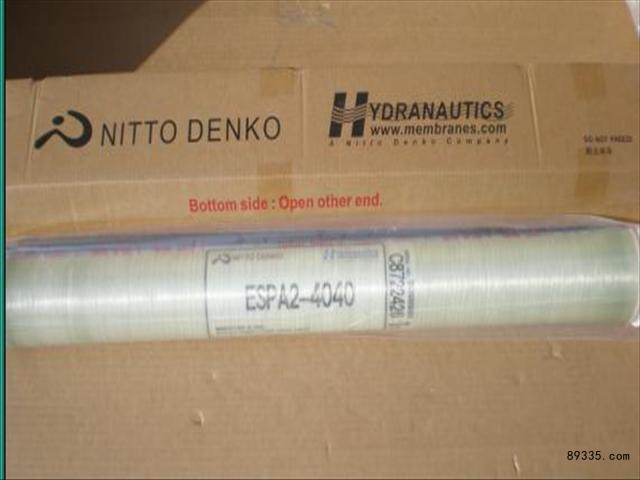 NITTO DENKO
HYDRANAUTICS
www.membranes.com
A Nitto Denko Company
DO NOT FREEZE
Bottom side : Open other end.
NITTO DENKO
HYDRANAUTICS
ESPA2-4040
89335.com